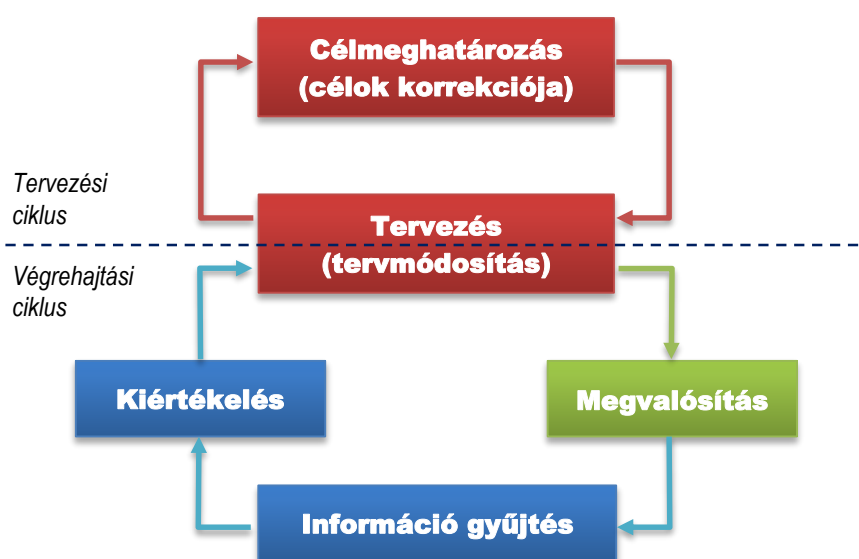 Célmeghatározás
(célok korrekciója)
Tervezési
ciklus
Tervezés
(tervmódosítás)
Végrehajtási
ciklus
Kiértékelés
Megvalósítás
Információ gyűjtés